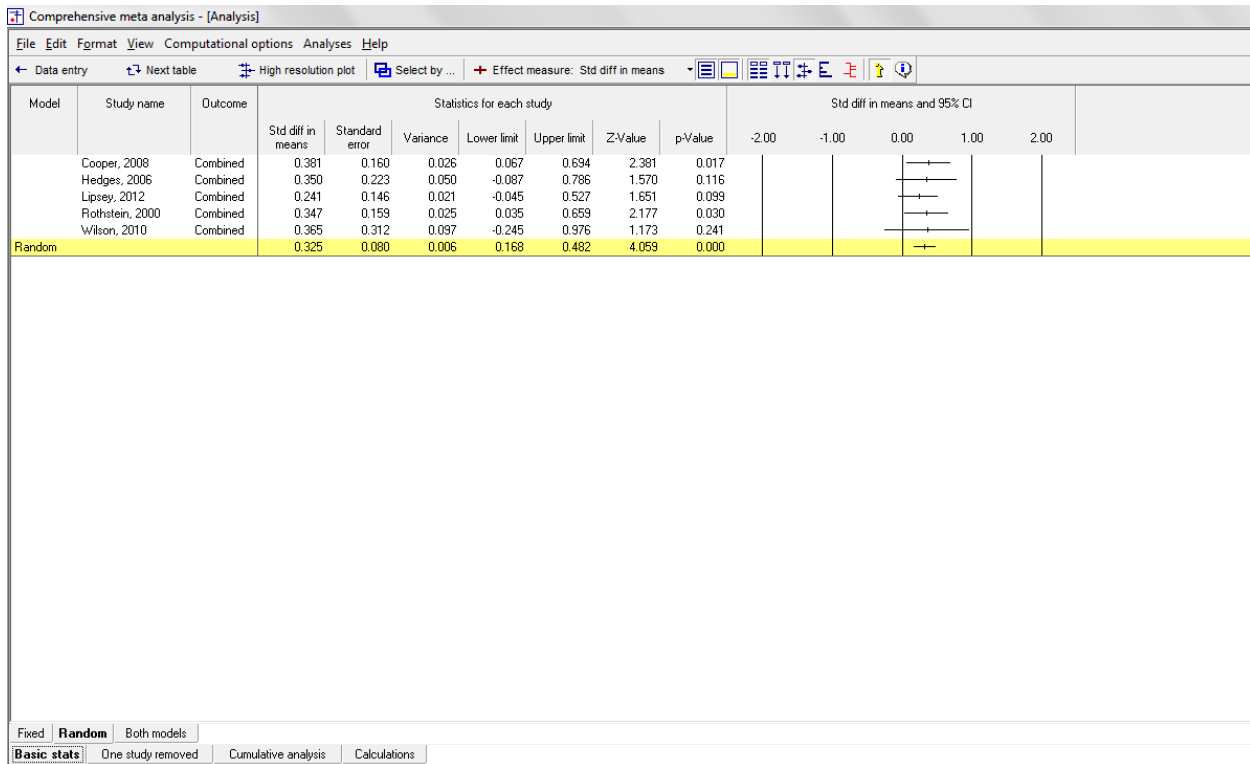 Comprehensive meta analysis - [Analysis]
File Edit Format View Computational options Analyses Help
Data entry Next table High resolution plot Select by ... Effect measure: Std diff in means
Model Study name Outcome Statistics for each study Std diff in means and 95% CI
Std diff in means Standard error Variance Lower limit Upper limit Z-Value p-Value -2.00 -1.00 0.00 1.00 2.00
Cooper, 2008 Combined 0.381 0.160 0.026 0.067 0.694 2.381 0.017
Hedges, 2006 Combined 0.350 0.223 0.050 -0.087 0.786 1.570 0.116
Lipsey, 2012 Combined 0.241 0.146 0.021 -0.045 0.527 1.651 0.099
Rothstein, 2000 Combined 0.347 0.159 0.025 0.035 0.659 2.177 0.030
Wilson, 2010 Combined 0.365 0.312 0.097 -0.245 0.976 1.173 0.241
Random 0.325 0.080 0.006 0.168 0.482 4.059 0.000
Fixed Random Both models
Basic stats One study removed Cumulative analysis Calculations